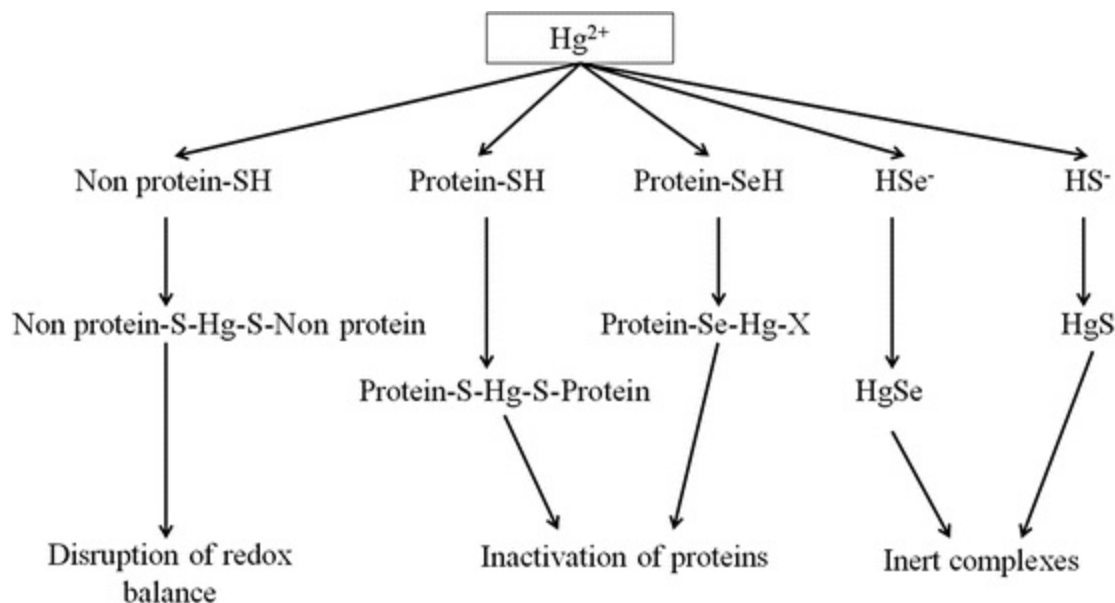 Hg²⁺
Non protein-SH
Protein-SH
Protein-SeH
HSe⁻
HS⁻
Non protein-S-Hg-S-Non protein
Protein-Se-Hg-X
HgS
Protein-S-Hg-S-Protein
HgSe
Disruption of redox
balance
Inactivation of proteins
Inert complexes